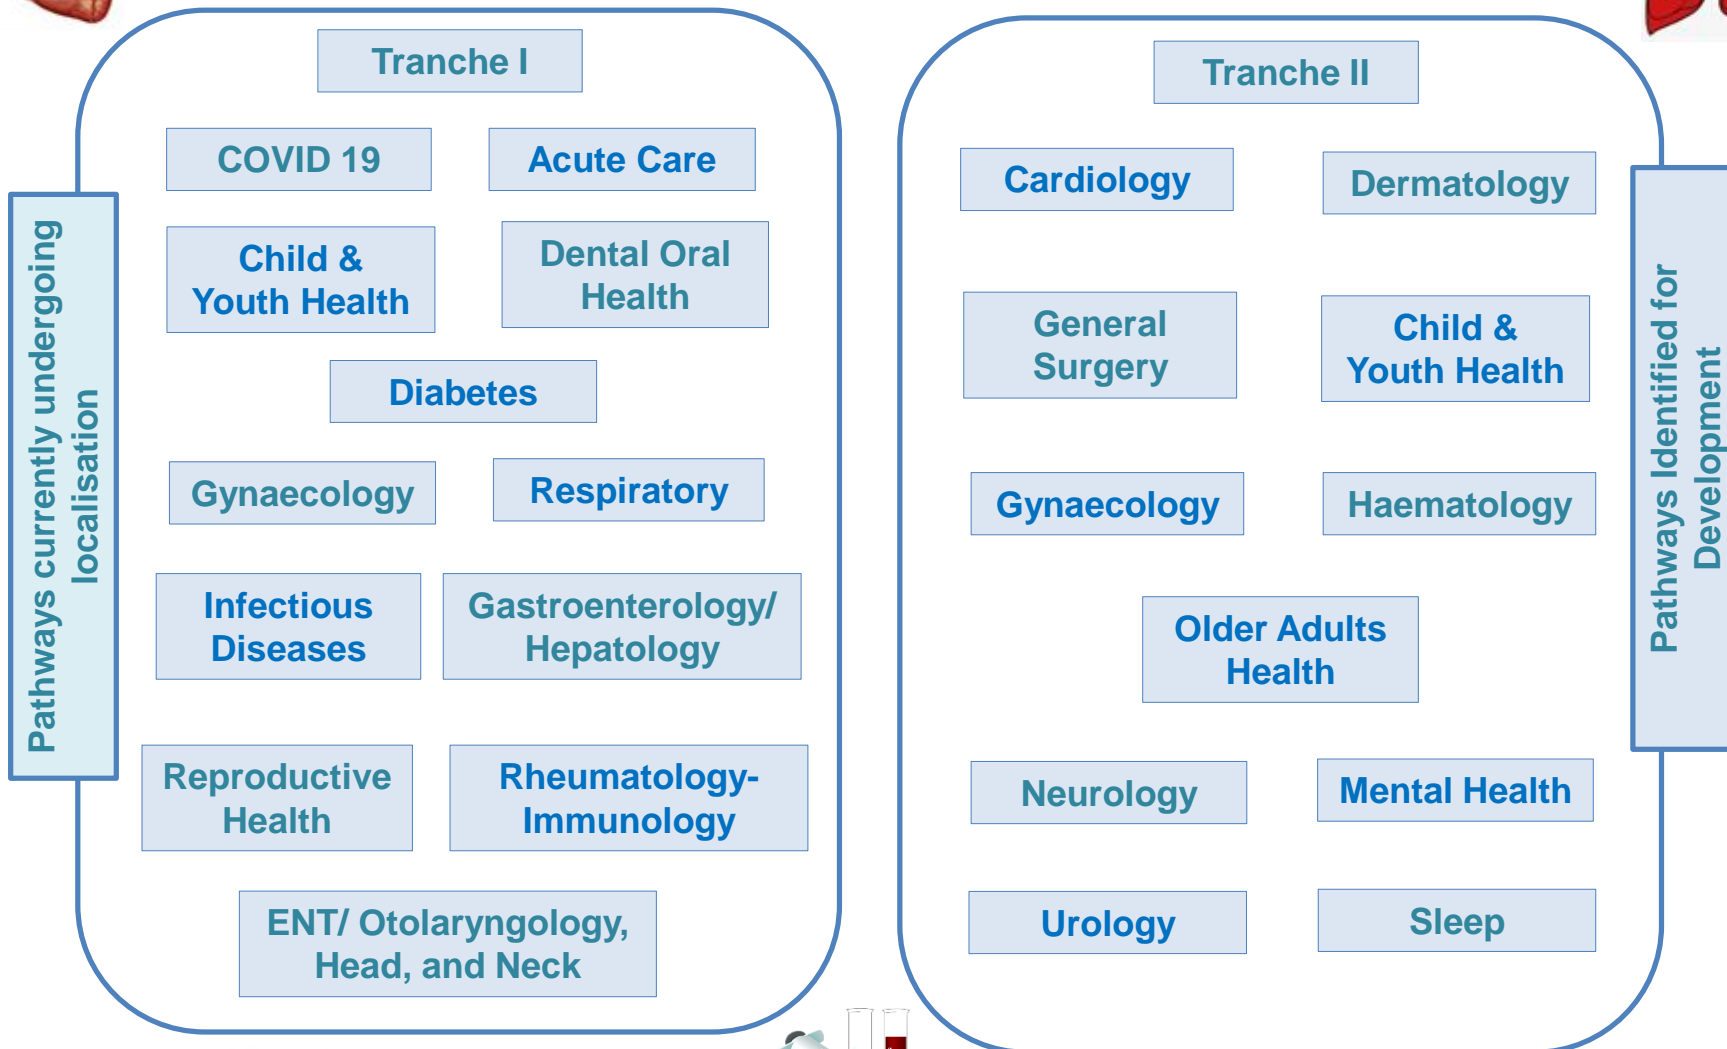 Tranche I
COVID 19
Acute Care
Child &
Youth Health
Dental Oral
Health
Diabetes
Gynaecology
Respiratory
Infectious
Diseases
Gastroenterology/
Hepatology
Reproductive
Health
Rheumatology-
Immunology
ENT/ Otolaryngology,
Head, and Neck
Pathways currently undergoing
localisation
Tranche II
Cardiology
Dermatology
General
Surgery
Child &
Youth Health
Gynaecology
Haematology
Older Adults
Health
Neurology
Mental Health
Urology
Sleep
Pathways Identified for
Development